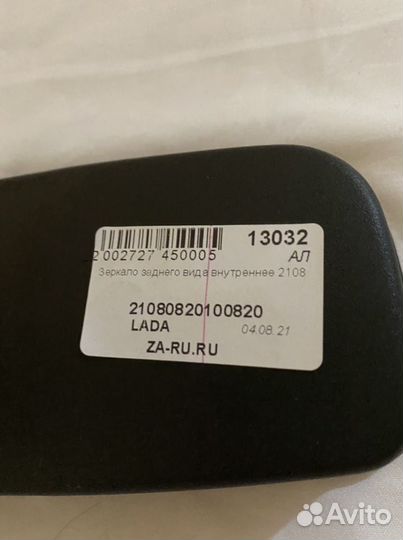 2 002727 450005
13032
АЛ
Зеркало заднего вида внутреннее 2108
21080820100820
LADA
04.08.21
ZA-RU.RU
Avito